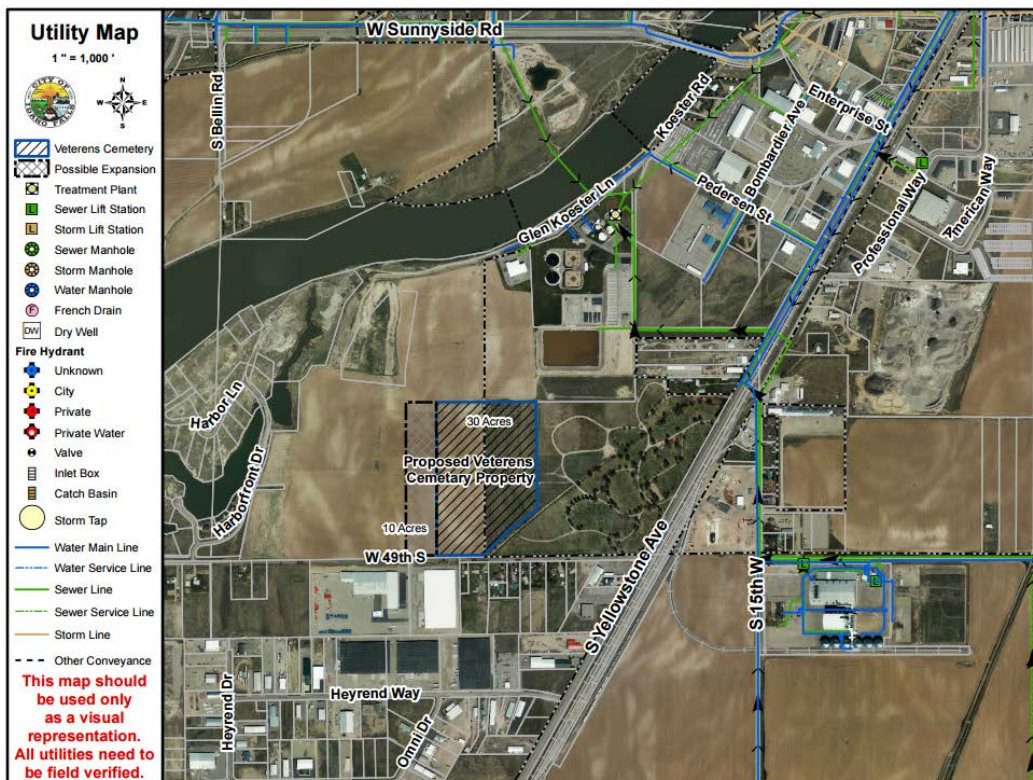 Utility Map
1 " = 1,000 '
CITY OF
IDAHO FALLS
N
W
E
S
Veterens Cemetery
Possible Expansion
Treatment Plant
L
Sewer Lift Station
L
Storm Lift Station
Sewer Manhole
Storm Manhole
Water Manhole
F
French Drain
DW
Dry Well
Fire Hydrant
Unknown
City
Private
Private Water
Valve
Inlet Box
Catch Basin
Storm Tap
Water Main Line
Water Service Line
Sewer Line
Sewer Service Line
Storm Line
Other Conveyance
This map should
be used only
as a visual
representation.
All utilities need to
be field verified.
W Sunnyside Rd
S Bellin Rd
Koester Rd
Enterprise St
Bombardier Ave
Glen Koester Ln
Pedersen St
L
Professional Way
American Way
Harbor Ln
Harborfront Dr
30 Acres
Proposed Veterens
Cemetary Property
10 Acres
W 49th S
S Yellowstone Ave
S 15th W
L
L
Heyrend Way
Heyrend Dr
Omni Dr